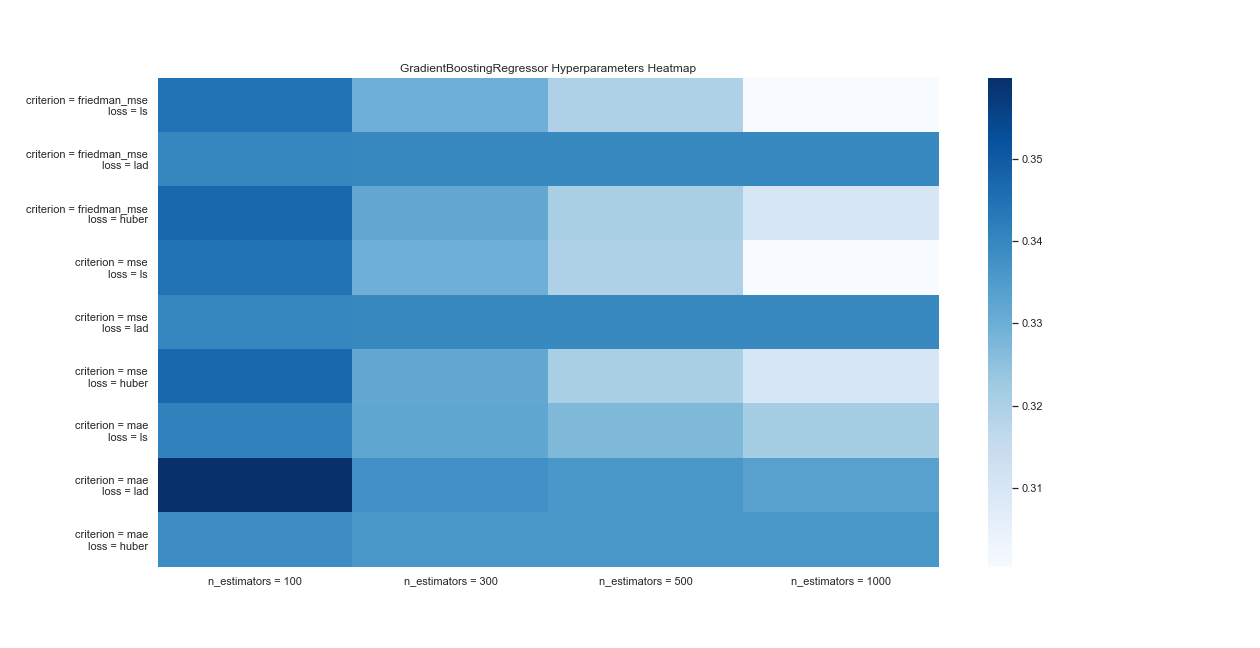 GradientBoostingRegressor Hyperparameters Heatmap
criterion = friedman_mse
loss = ls
criterion = friedman_mse
loss = lad
criterion = friedman_mse
loss = huber
criterion = mse
loss = ls
criterion = mse
loss = lad
criterion = mse
loss = huber
criterion = mae
loss = ls
criterion = mae
loss = lad
criterion = mae
loss = huber
n_estimators = 100
n_estimators = 300
n_estimators = 500
n_estimators = 1000
0.35
0.34
0.33
0.32
0.31